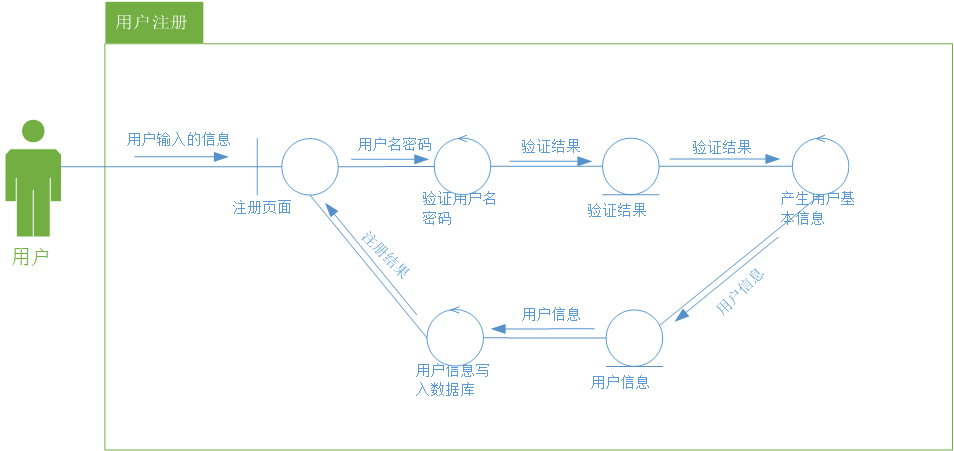 用户注册
用户输入的信息
用户名密码
验证结果
验证结果
注册页面
验证用户名
密码
验证结果
产生用户基
本信息
用户
注册结果
用户信息
用户信息
用户信息写
入数据库
用户信息